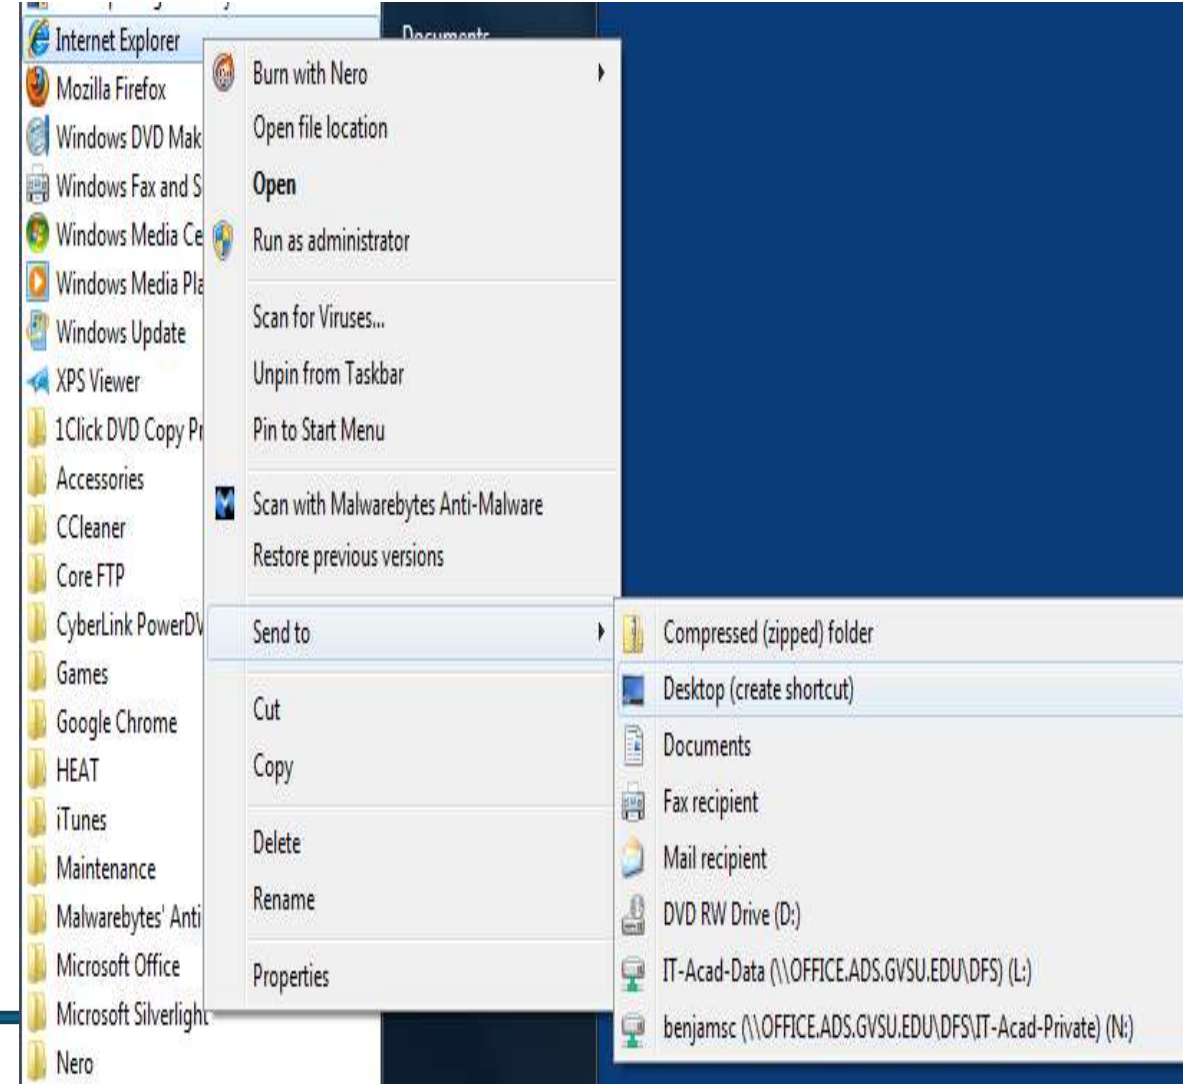 Internet Explorer
Mozilla Firefox
Windows DVD Mak
Windows Fax and S
Windows Media Ce
Windows Media Pla
Windows Update
XPS Viewer
1Click DVD Copy Pr
Accessories
CCleaner
Core FTP
CyberLink PowerDV
Games
Google Chrome
HEAT
iTunes
Maintenance
Malwarebytes' Anti
Microsoft Office
Microsoft Silverlight
Nero
Documents
Burn with Nero
Open file location
Open
Run as administrator
Scan for Viruses...
Unpin from Taskbar
Pin to Start Menu
Scan with Malwarebytes Anti-Malware
Restore previous versions
Send to
Cut
Copy
Delete
Rename
Properties
Compressed (zipped) folder
Desktop (create shortcut)
Documents
Fax recipient
Mail recipient
DVD RW Drive (D:)
IT-Acad-Data (\\OFFICE.ADS.GVSU.EDU\DFS) (L:)
benjamsc (\\OFFICE.ADS.GVSU.EDU\DFS\IT-Acad-Private) (N:)